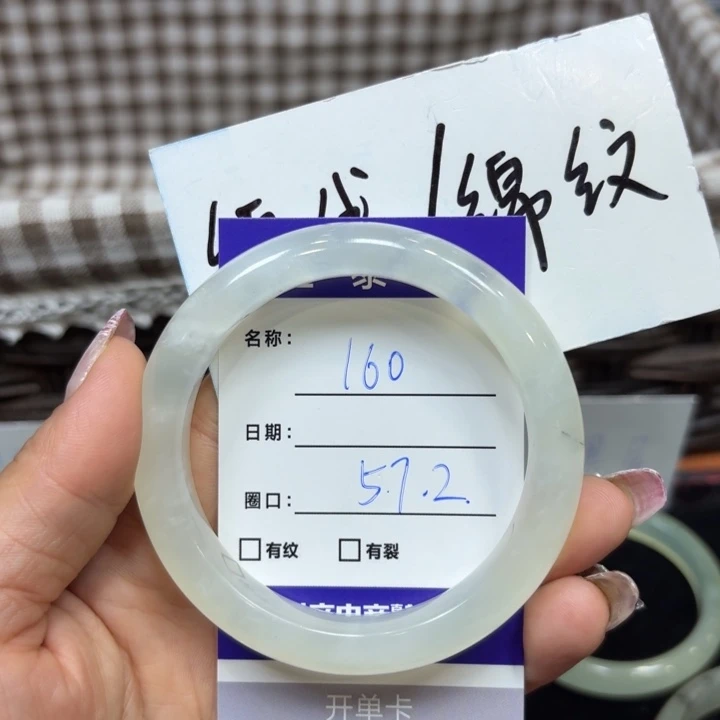 绵纹
名称: 160
日期:
圈口: 57.2
□有纹 □有裂
开单卡